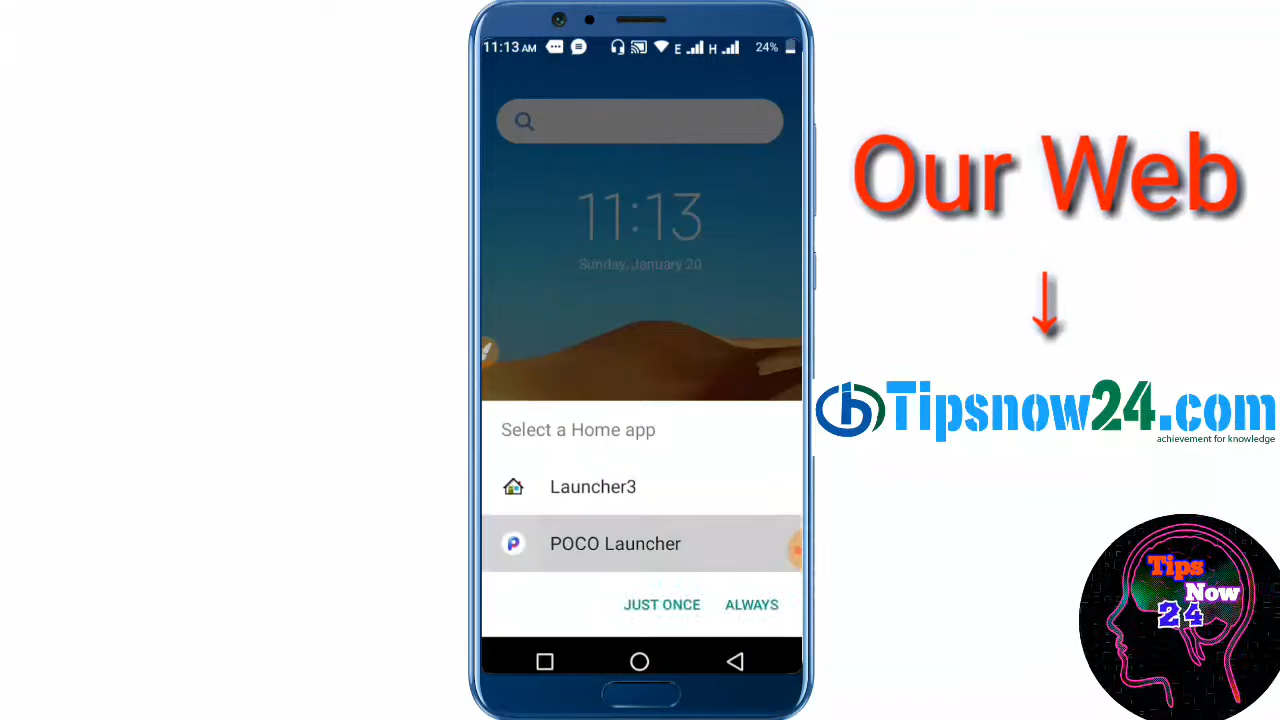 11:13 AM
E
H
24%
11:13
Sunday, January 20
Select a Home app
Launcher3
POCO Launcher
JUST ONCE
ALWAYS
Our Web
↓
Tipsnow24.com
achievement for knowledge
Tips
Now
24